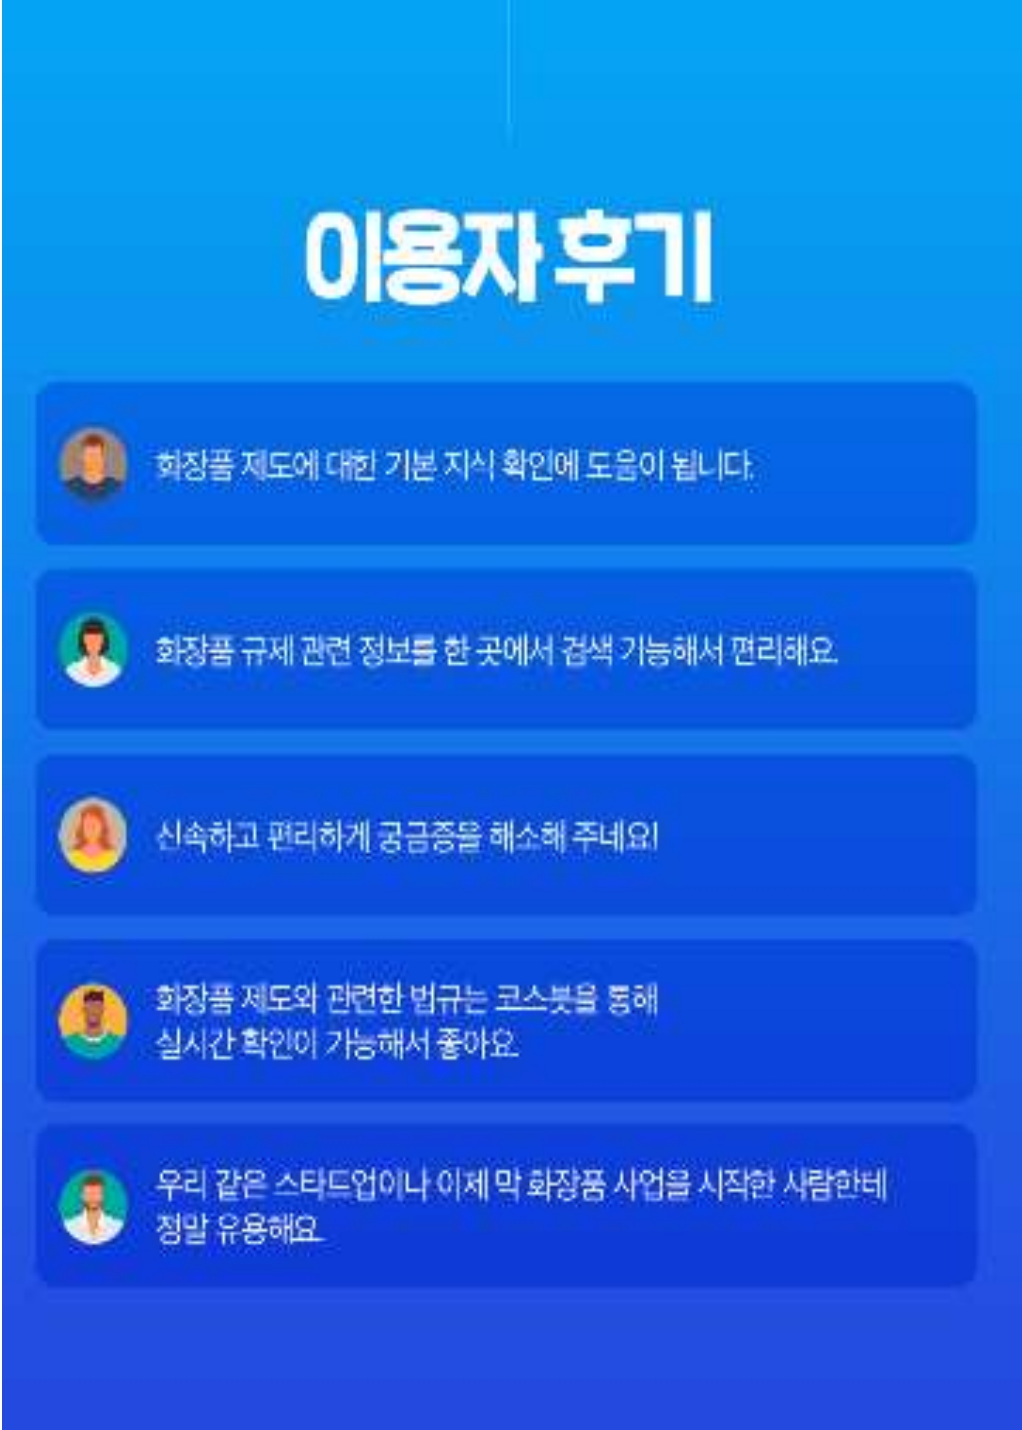 이용자 후기
화장품 제도에 대한 기본 지식 확인에 도움이 됩니다.
화장품 규제 관련 정보를 한 곳에서 검색 가능해서 편리해요.
신속하고 편리하게 궁금증을 해소해 주네요!
화장품 제도와 관련한 법규는 코스봇을 통해
실시간 확인이 가능해서 좋아요.
우리 같은 스타트업이나 이제 막 화장품 사업을 시작한 사람한테
정말 유용해요.